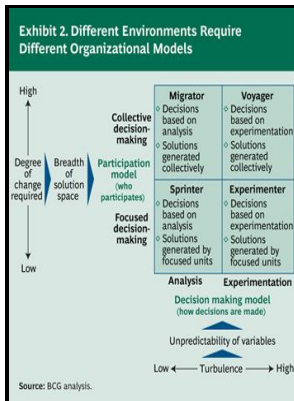 Exhibit 2. Different Environments Require
Different Organizational Models
High
Degree
of
change
required
Low
Breadth
of
solution
space
Collective
decision-
making
Participation
model
(who
participates)
Focused
decision-
making
Migrator
◊ Decisions
based on
analysis
◊ Solutions
generated
collectively
Voyager
◊ Decisions
based on
experimentation
◊ Solutions
generated
collectively
Sprinter
◊ Decisions
based on
analysis
◊ Solutions
generated by
focused units
Experimenter
◊ Decisions
based on
experimentation
◊ Solutions
generated by
focused units
Analysis Experimentation
Decision making model
(how decisions are made)
Unpredictability of variables
Low Turbulence High
Source: BCG analysis.